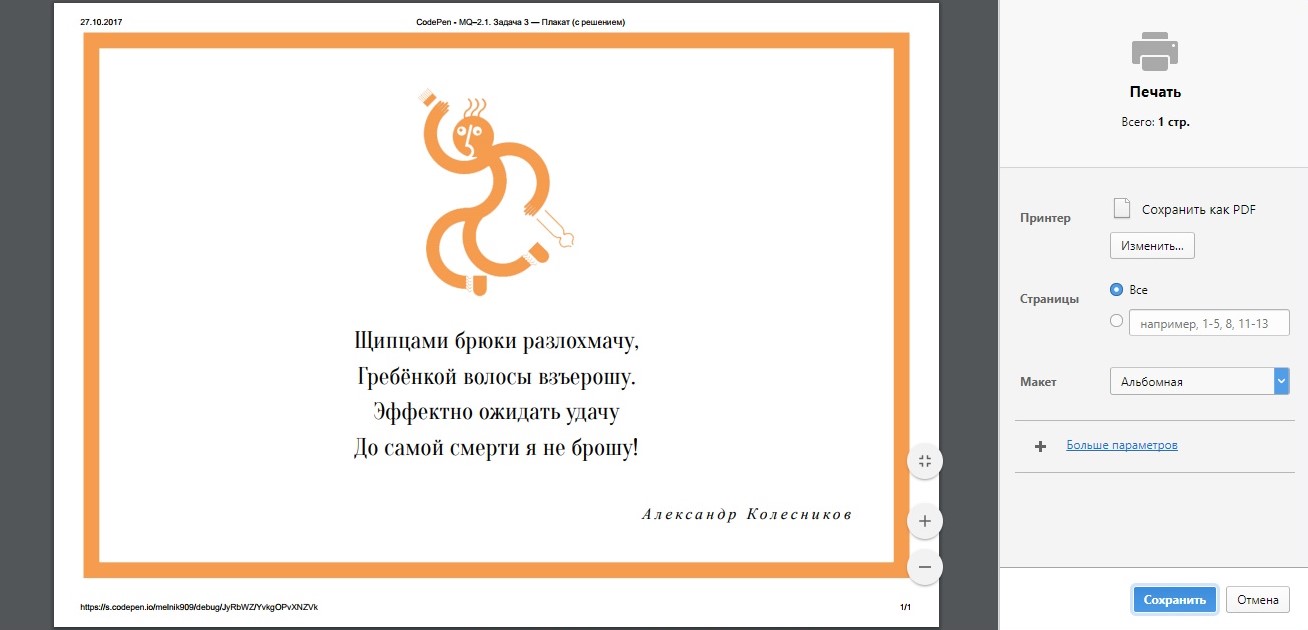 27.10.2017
CodePen - MQ–2.1. Задача 3 — Плакат (с решением)
Щипцами брюки разлохмачу,
Гребёнкой волосы взъерошу.
Эффектно ожидать удачу
До самой смерти я не брошу!
Александр Колесников
https://s.codepen.io/melnik909/debug/JyRbWZ/YvkgOPvXNZVk
1/1
Печать
Всего: 1 стр.
Принтер
Сохранить как PDF
Изменить...
Страницы
Все
например, 1-5, 8, 11-13
Макет
Альбомная
Больше параметров
Сохранить
Отмена